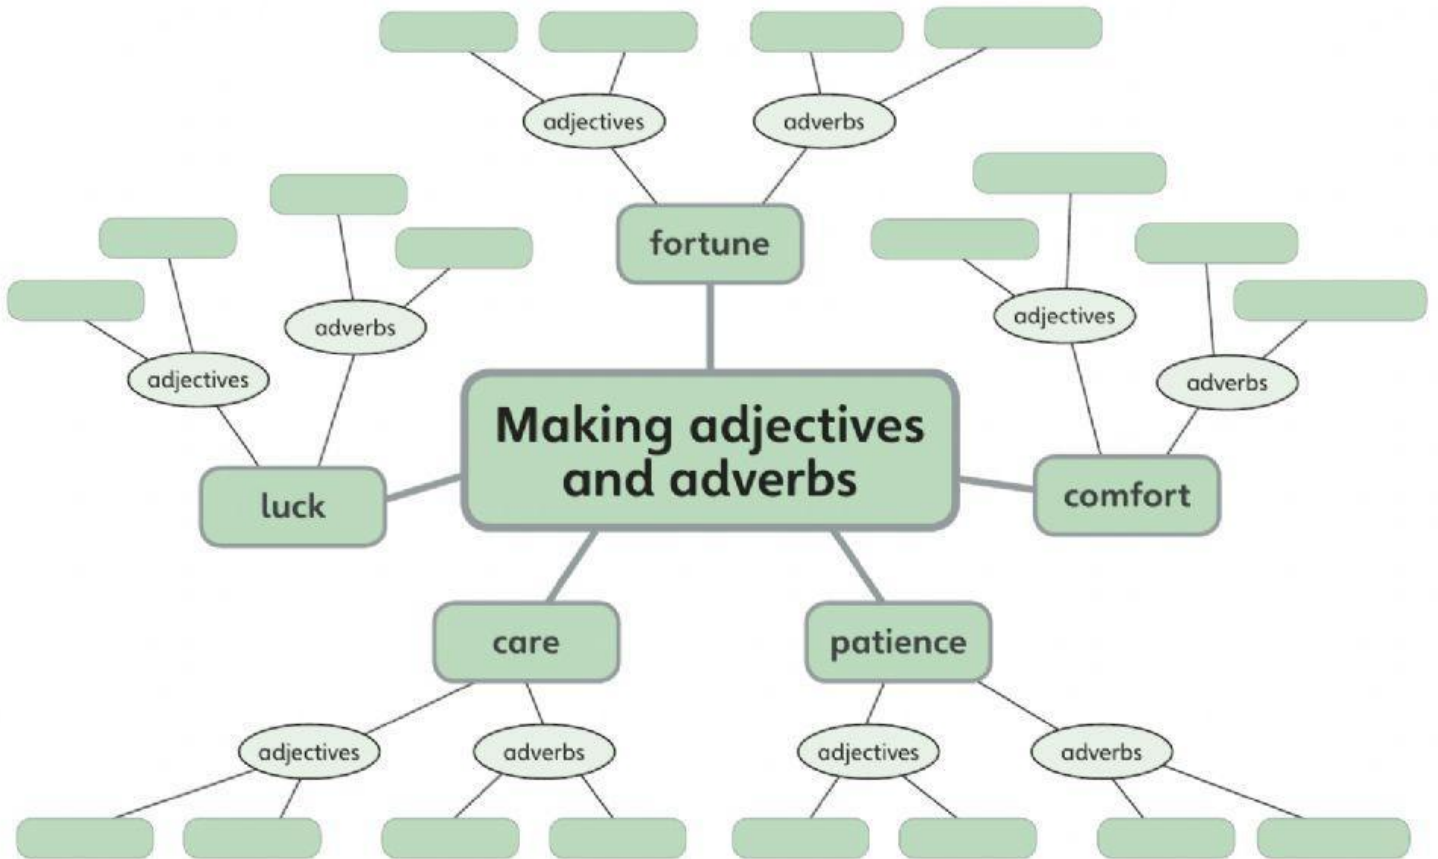 adjectives
adverbs
fortune
adjectives
adverbs
adjectives
adverbs
luck
comfort
Making adjectives
and adverbs
care
patience
adjectives
adverbs
adjectives
adverbs